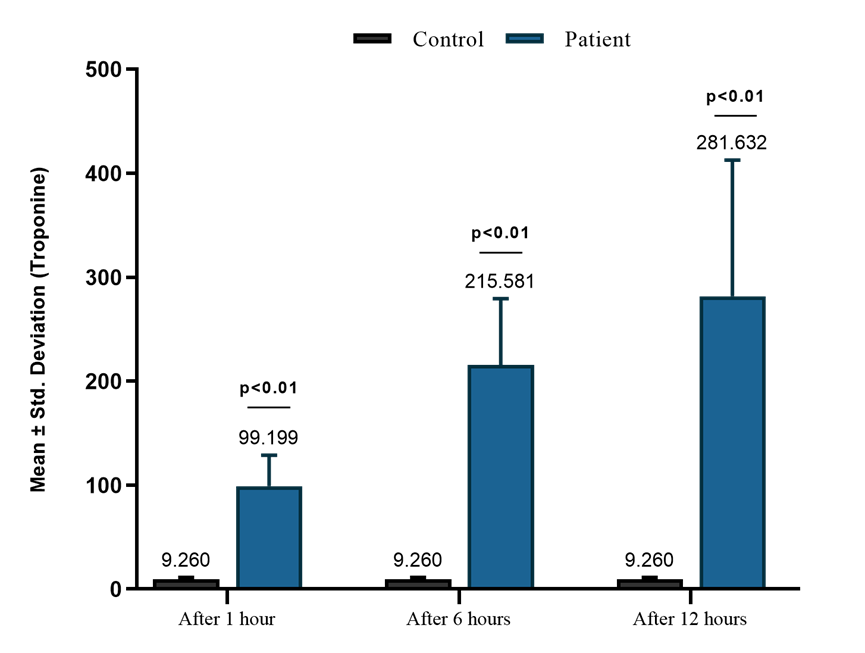 Control Patient
Mean ± Std. Deviation (Troponine)
500
400
300
200
100
0
p<0.01
281.632
p<0.01
215.581
p<0.01
99.199
9.260
9.260
9.260
After 1 hour
After 6 hours
After 12 hours